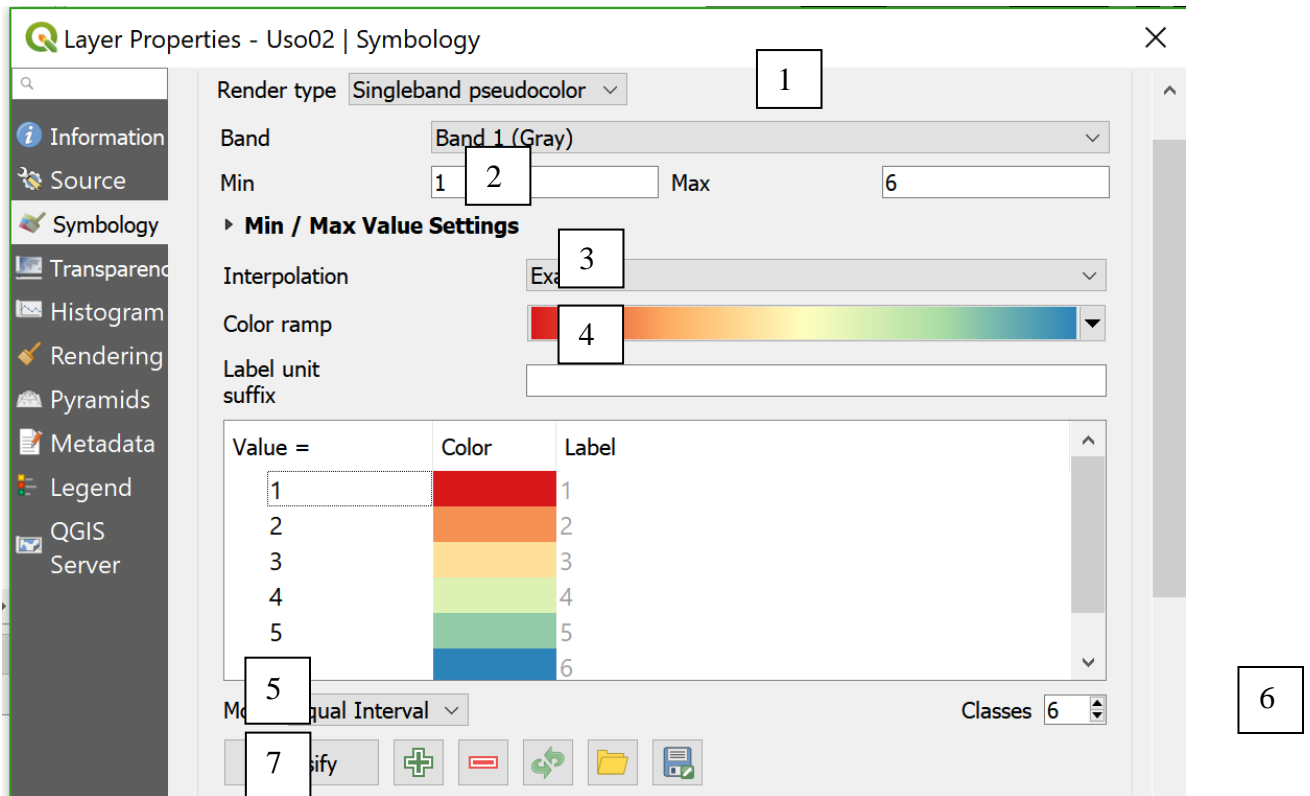 Layer Properties - Uso02 | Symbology
1
Render type Singleband pseudocolor
Information
Band Band 1 (Gray)
Source
Min 1 2 Max 6
Symbology
Min / Max Value Settings
3
Transparenc
Interpolation Exa
Histogram
Color ramp 4
Rendering
Label unit
suffix
Pyramids
Metadata
Value = Color Label
Legend
1 1
QGIS
Server
2 2
3 3
4 4
5 5
6
5
Mo qual Interval Classes 6
6
7 sify